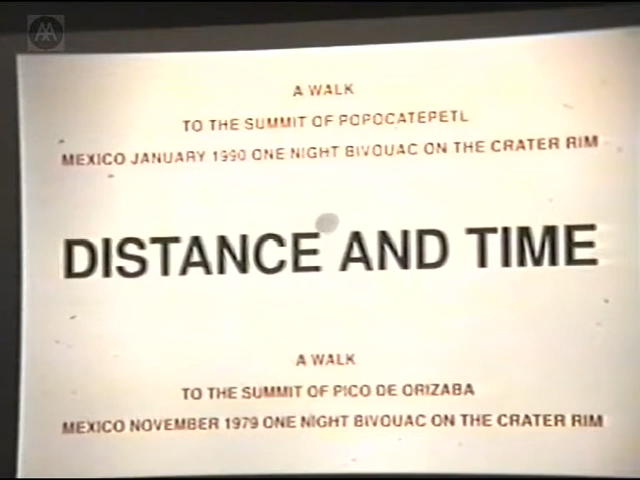 AA
A WALK
TO THE SUMMIT OF POPOCATEPETL
MEXICO JANUARY 1990 ONE NIGHT BIVOUAC ON THE CRATER RIM
DISTANCE AND TIME
A WALK
TO THE SUMMIT OF PICO DE ORIZABA
MEXICO NOVEMBER 1979 ONE NIGHT BIVOUAC ON THE CRATER RIM